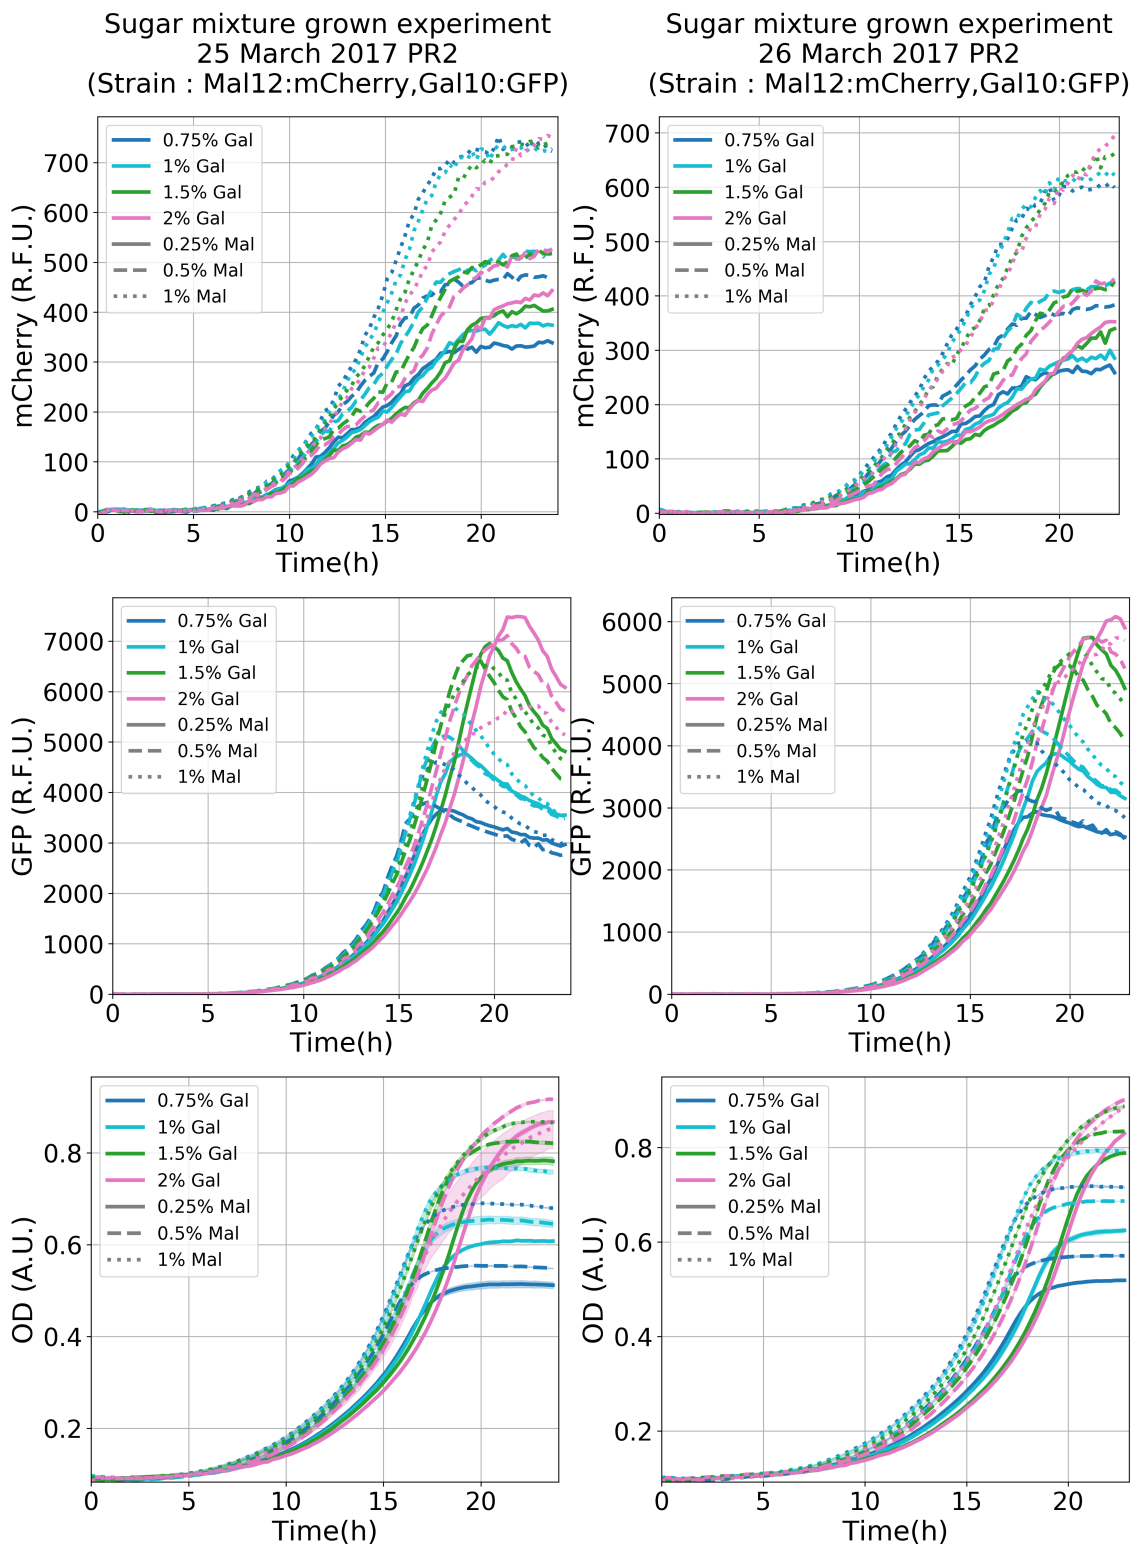 Sugar mixture grown experiment
25 March 2017 PR2
(Strain : Mal12:mCherry,Gal10:GFP)
Sugar mixture grown experiment
26 March 2017 PR2
(Strain : Mal12:mCherry,Gal10:GFP)
mCherry (R.F.U.)
700
600
500
400
300
200
100
0
0.75% Gal
1% Gal
1.5% Gal
2% Gal
0.25% Mal
0.5% Mal
1% Mal
0 5 10 15 20
Time(h)
mCherry (R.F.U.)
700
600
500
400
300
200
100
0
0.75% Gal
1% Gal
1.5% Gal
2% Gal
0.25% Mal
0.5% Mal
1% Mal
0 5 10 15 20
Time(h)
GFP (R.F.U.)
7000
6000
5000
4000
3000
2000
1000
0
0.75% Gal
1% Gal
1.5% Gal
2% Gal
0.25% Mal
0.5% Mal
1% Mal
0 5 10 15 20
Time(h)
GFP (R.F.U.)
6000
5000
4000
3000
2000
1000
0
0.75% Gal
1% Gal
1.5% Gal
2% Gal
0.25% Mal
0.5% Mal
1% Mal
0 5 10 15 20
Time(h)
OD (A.U.)
0.8
0.6
0.4
0.2
0.75% Gal
1% Gal
1.5% Gal
2% Gal
0.25% Mal
0.5% Mal
1% Mal
0 5 10 15 20
Time(h)
OD (A.U.)
0.8
0.6
0.4
0.2
0.75% Gal
1% Gal
1.5% Gal
2% Gal
0.25% Mal
0.5% Mal
1% Mal
0 5 10 15 20
Time(h)